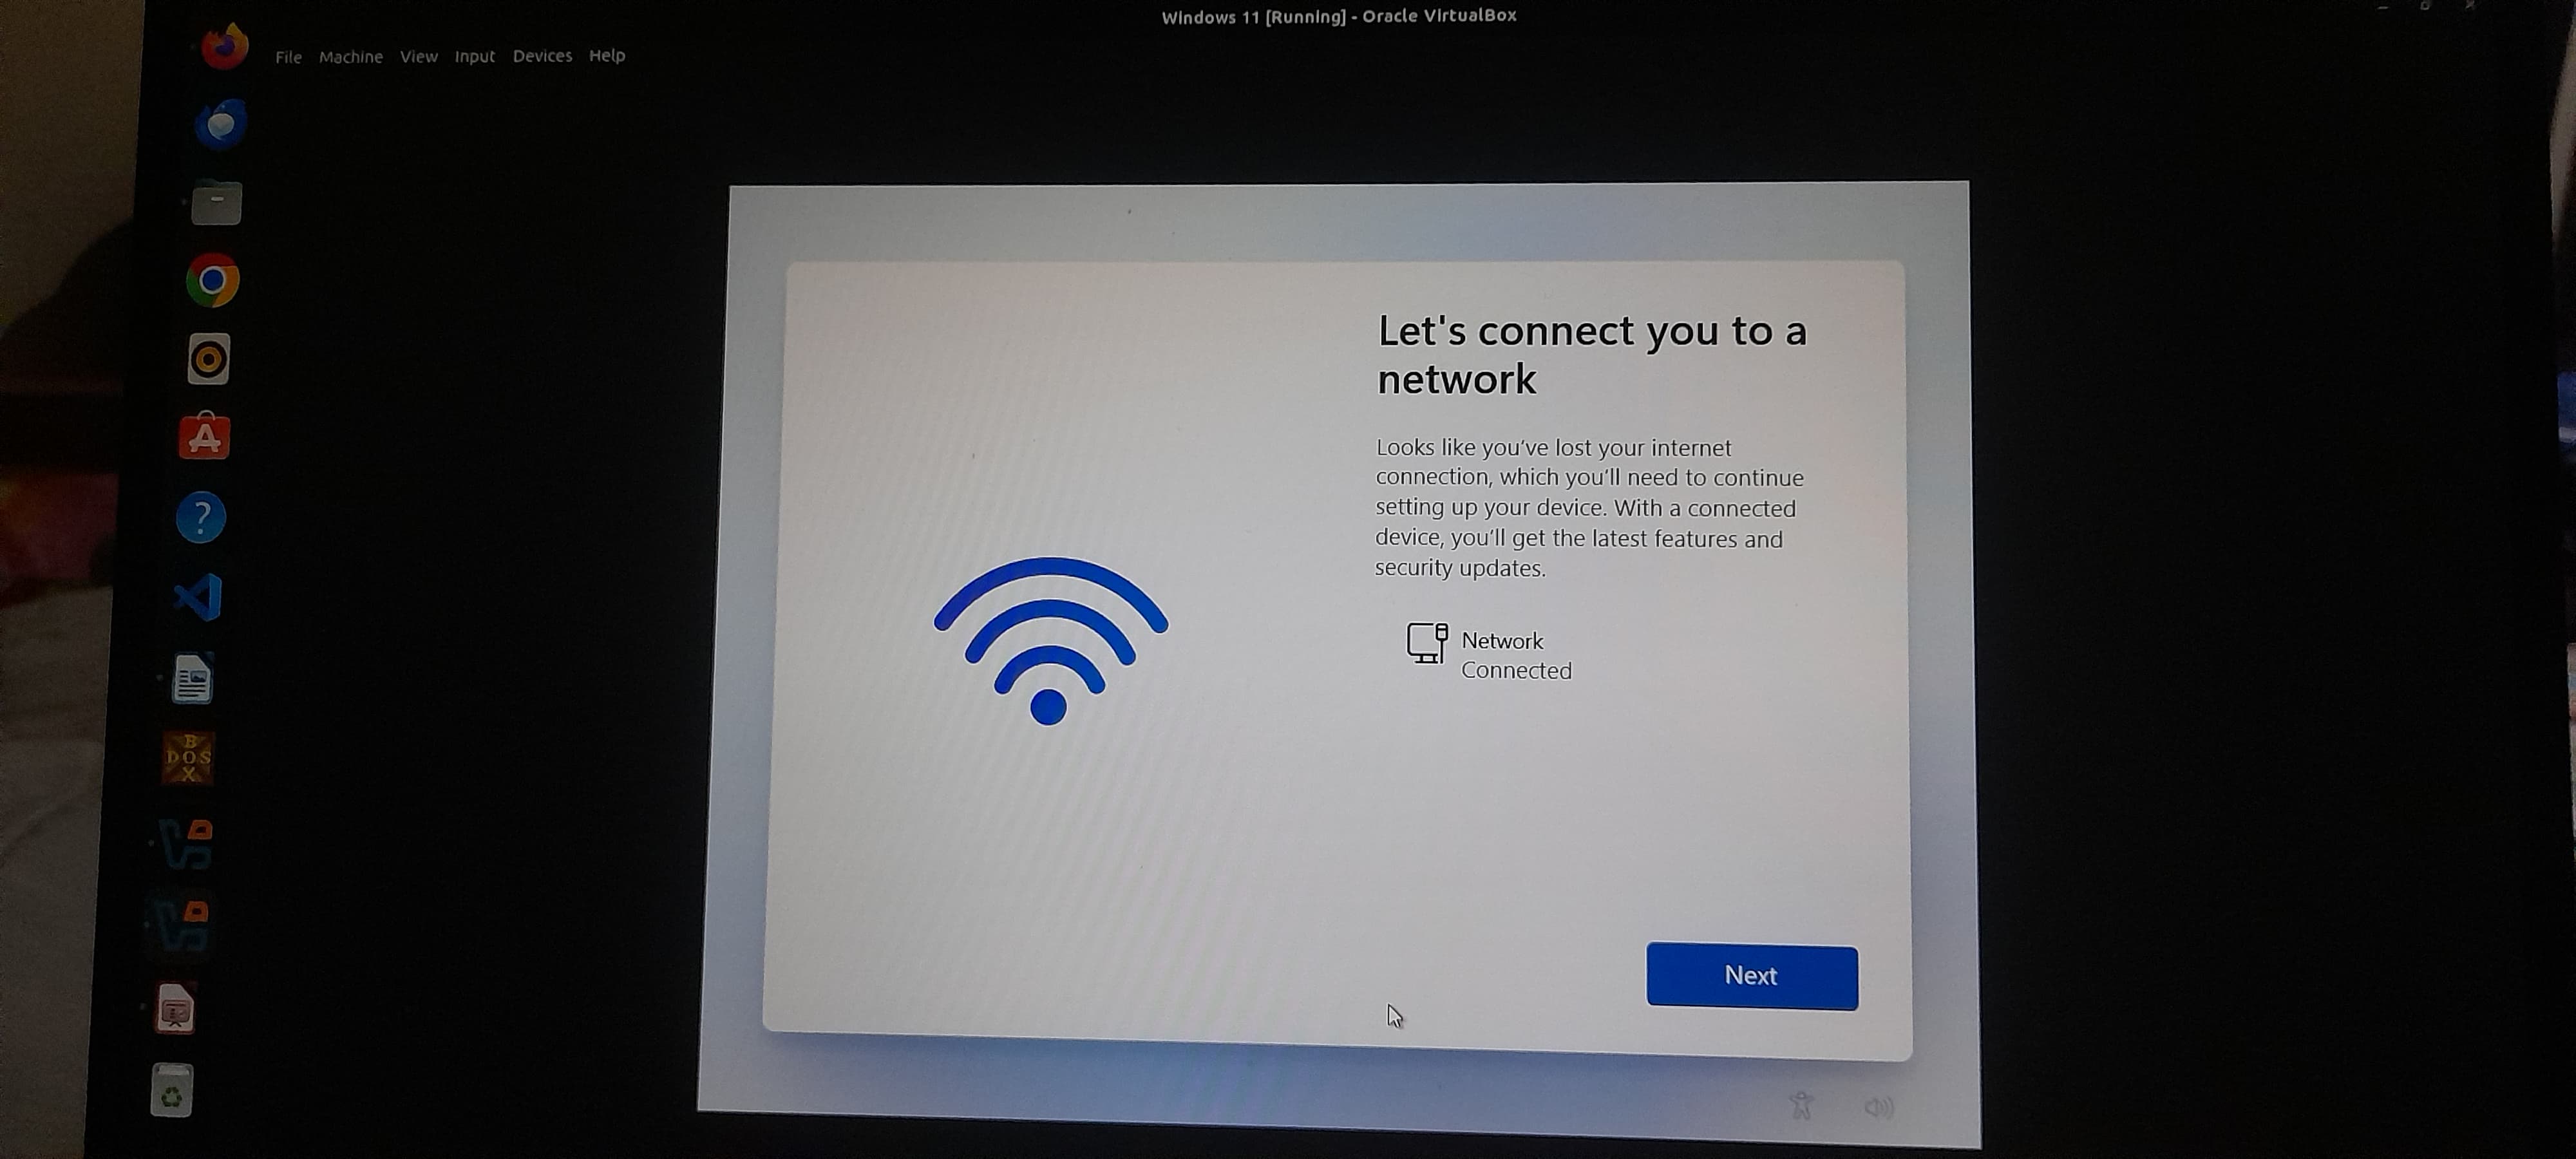 Windows 11 [Running] - Oracle VirtualBox
File Machine View Input Devices Help
Let's connect you to a
network
Looks like you've lost your internet
connection, which you'll need to continue
setting up your device. With a connected
device, you'll get the latest features and
security updates.
Network
Connected
Next
A
?
B
DOS
X